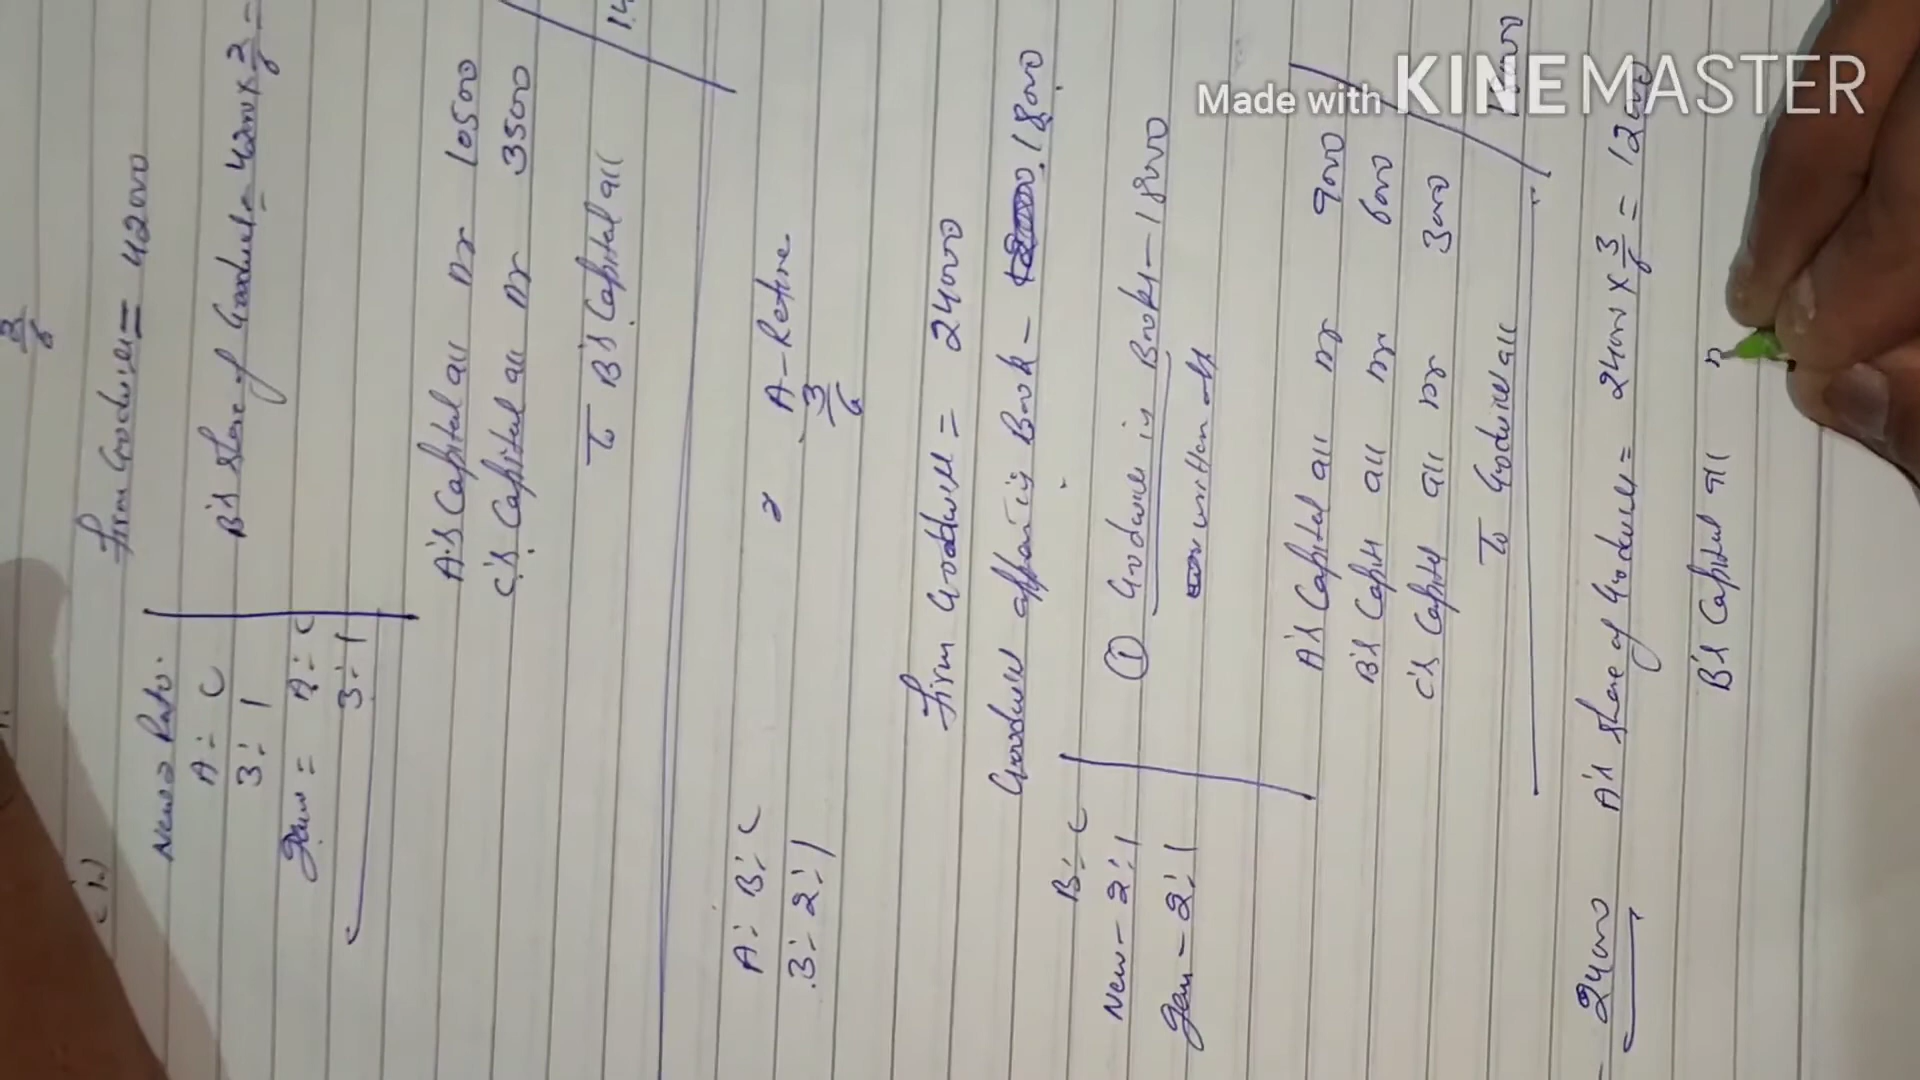 Firm Goodwill = 42000
New Ratio
A : C
3 : 1
B's share of Goodwill = 42000 × 2/6 =
Gain = A : C
3 : 1
A's Capital a/c Dr 10500
C's Capital a/c Dr 3500
To B's Capital a/c
A : B : C
3 : 2 : 1
A - Retire
3/6
Firm Goodwill = 24000
Goodwill appear in Book - 18000
B : C
New - 2 : 1
Gain - 2 : 1
① Goodwill in Books - 18000
written off
A's Capital a/c Dr 9000
B's Capital a/c Dr 6000
C's Capital a/c Dr 3000
To Goodwill a/c 18000
24000
A's share of Goodwill = 24000 × 3/6 = 12000
B's Capital a/c
Made with KINEMASTER